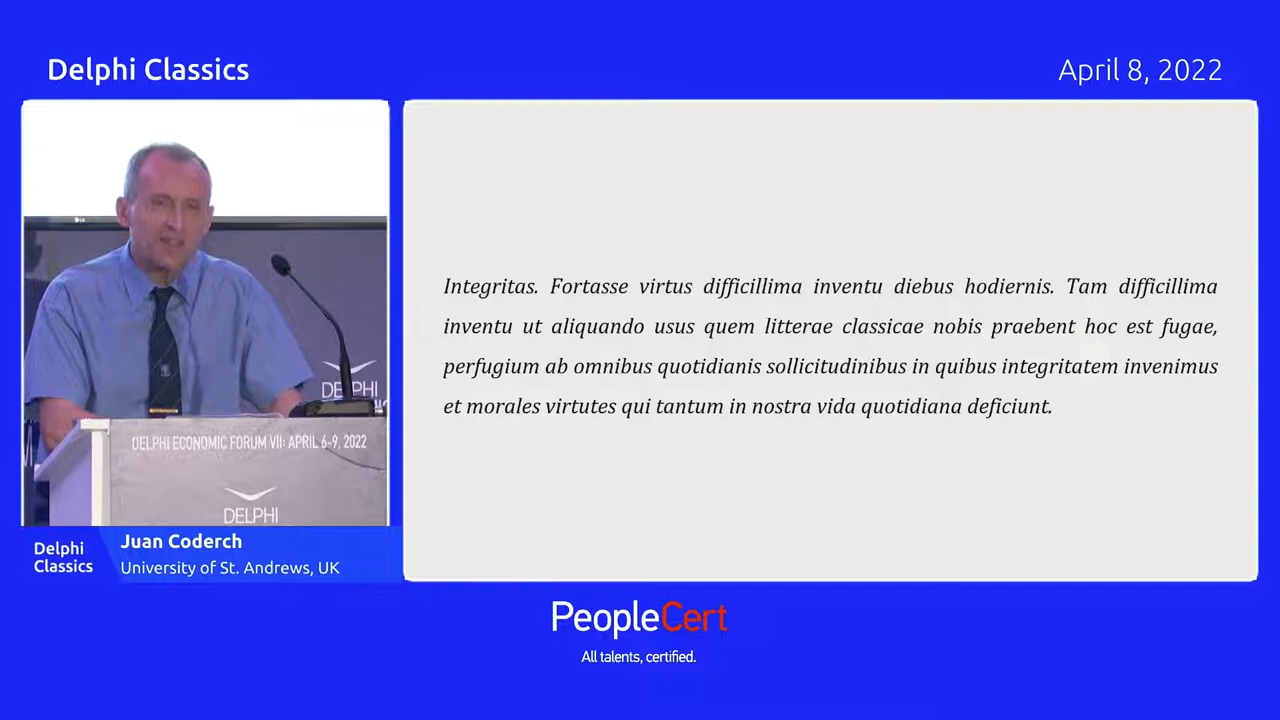 Delphi Classics
April 8, 2022
LG
DELPHI
DELPHI ECONOMIC FORUM VII: APRIL 6-9, 2022
DELPHI
Delphi
Classics
Juan Coderch
University of St. Andrews, UK
Integritas. Fortasse virtus difficillima inventu diebus hodiernis. Tam difficillima
inventu ut aliquando usus quem litterae classicae nobis praebent hoc est fugae,
perfugium ab omnibus quotidianis sollicitudinibus in quibus integritatem invenimus
et morales virtutes qui tantum in nostra vida quotidiana deficiunt.
PeopleCert
All talents, certified.